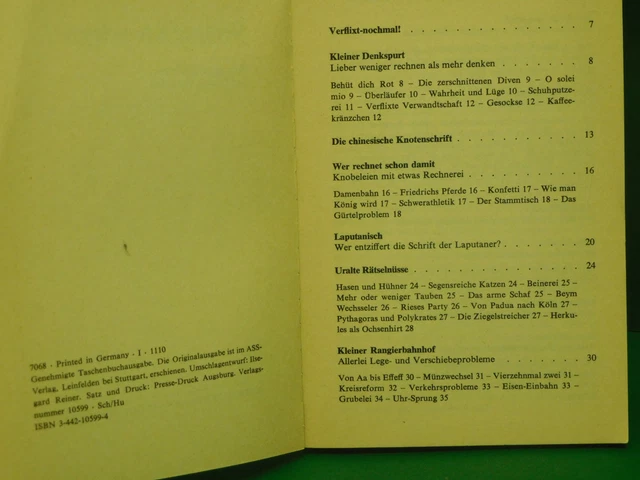 7068 · Printed in Germany · I · 1110
Genehmigte Taschenbuchausgabe. Die Originalausgabe ist im ASS-
Verlag, Leinfelden bei Stuttgart, erschienen. Umschlagentwurf: Ilse-
gard Reiner. Satz und Druck: Presse-Druck Augsburg. Verlags-
nummer 10599 · Sch/Hu
ISBN 3-442-10599-4
Verflixt-nochmal! . . . . . . . . . . . . . . 7
Kleiner Denkspurt
Lieber weniger rechnen als mehr denken . . . . . . . 8
Behüt dich Rot 8 – Die zerschnittenen Diven 9 – O solei
mio 9 – Überläufer 10 – Wahrheit und Lüge 10 – Schuhputze-
rei 11 – Verflixte Verwandtschaft 12 – Gesockse 12 – Kaffee-
kränzchen 12
Die chinesische Knotenschrift . . . . . . . . . . 13
Wer rechnet schon damit
Knobeleien mit etwas Rechnerei . . . . . . . . . 16
Damenbahn 16 – Friedrichs Pferde 16 – Konfetti 17 – Wie man
König wird 17 – Schwerathletik 17 – Der Stammtisch 18 – Das
Gürtelproblem 18
Laputanisch
Wer entziffert die Schrift der Laputaner? . . . . . . 20
Uralte Rätselnüsse . . . . . . . . . . . . . 24
Hasen und Hühner 24 – Segensreiche Katzen 24 – Beinerei 25 –
Mehr oder weniger Tauben 25 – Das arme Schaf 25 – Beym
Wechseler 26 – Rieses Party 26 – Von Padua nach Köln 27 –
Pythagoras und Polykrates 27 – Die Ziegelstreicher 27 – Herku-
les als Ochsenhirt 28
Kleiner Rangierbahnhof
Allerlei Lege- und Verschiebeprobleme . . . . . . . 30
Von Aa bis Effeff 30 – Münzwechsel 31 – Vierzehnmal zwei 31 –
Kreisreform 32 – Verkehrsprobleme 33 – Eisen-Einbahn 33 –
Grubelei 34 – Uhr-Sprung 35